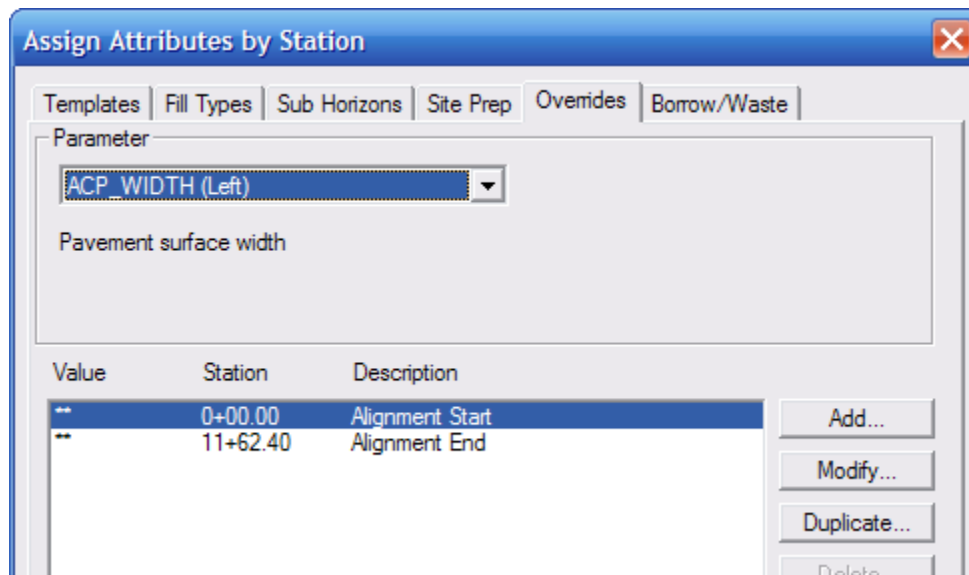 Assign Attributes by Station
Templates Fill Types Sub Horizons Site Prep Overrides Borrow/Waste
Parameter
ACP_WIDTH (Left)
Pavement surface width
Value Station Description
** 0+00.00 Alignment Start
** 11+62.40 Alignment End
Add...
Modify...
Duplicate...